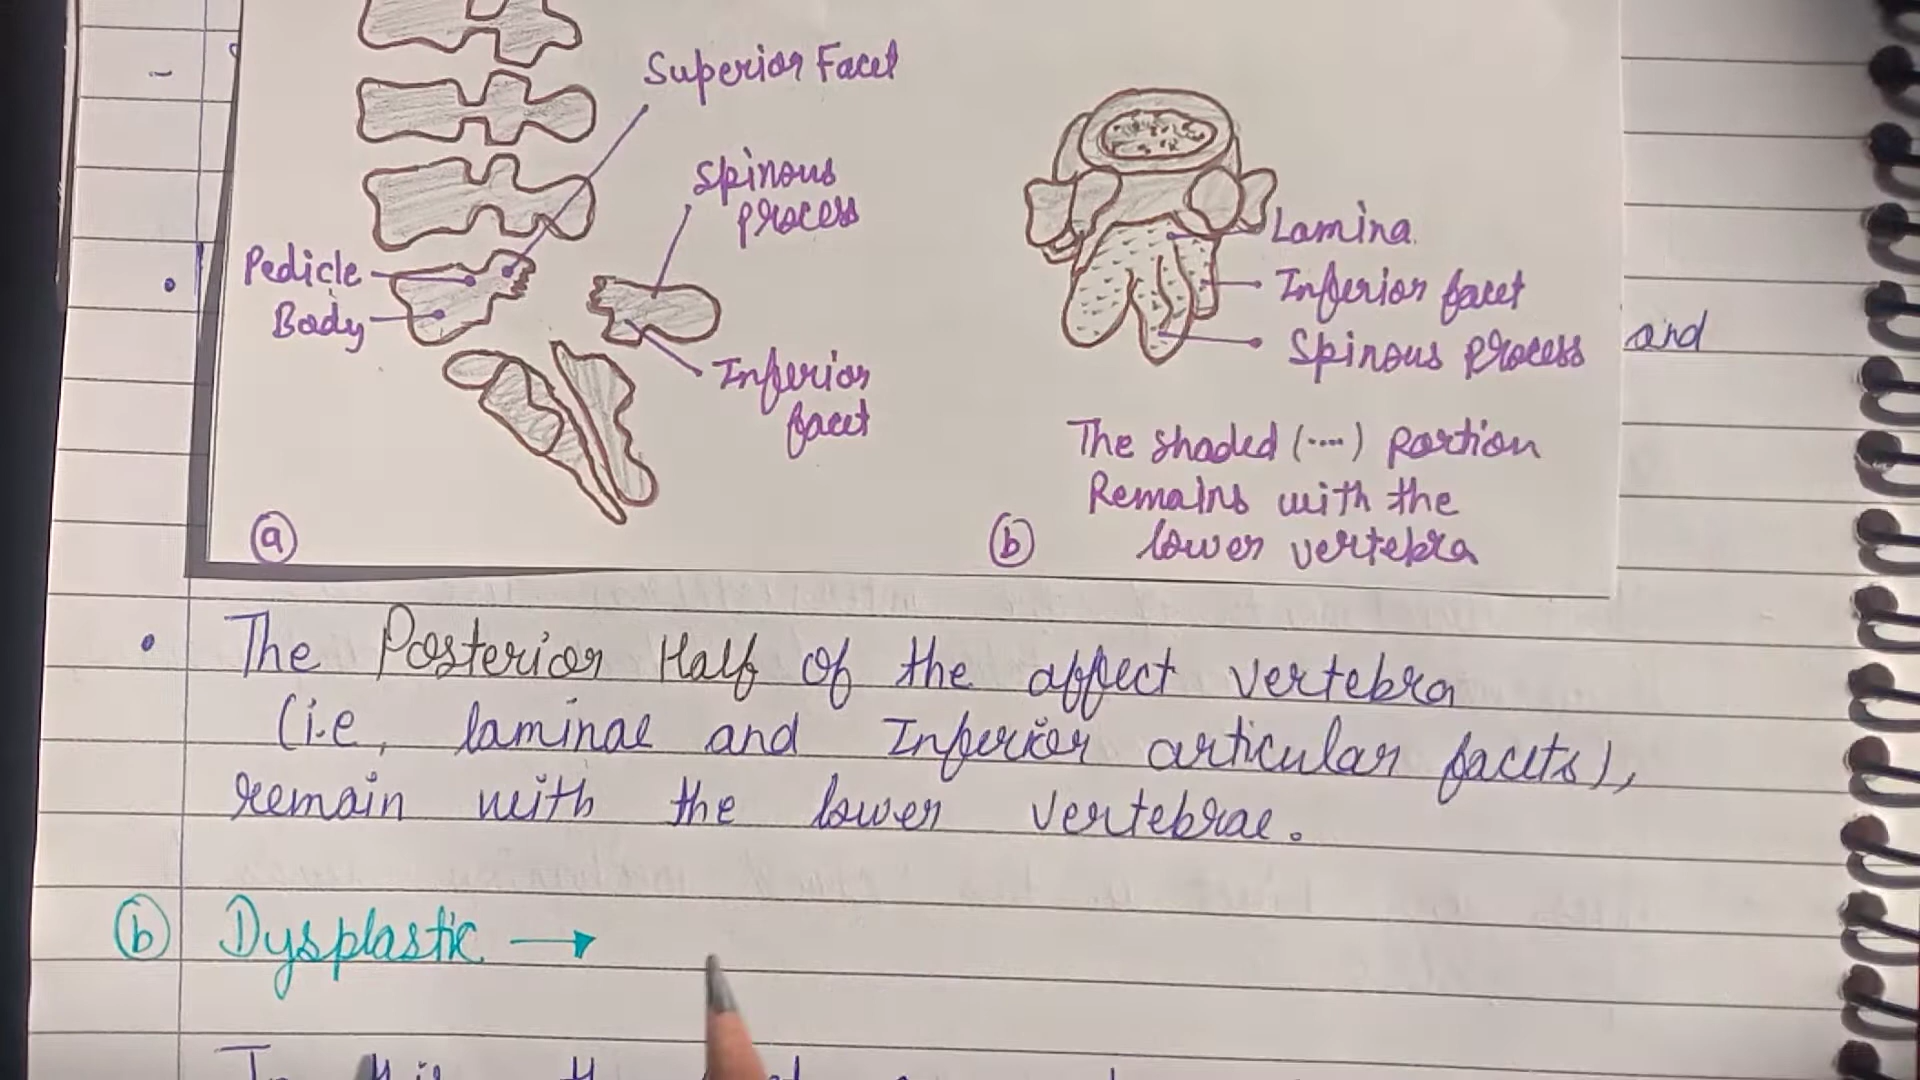 Superior Facet
Spinous
process
Pedicle
Body
Inferior
facet
(a)
Lamina
Inferior facet
Spinous process
The shaded (····) Portion
Remains with the
lower vertebra
(b)
and
• The Posterior Half of the affect vertebra
(i.e, laminae and Inferior articular facets),
remain with the lower vertebrae.
(b) Dysplastic →